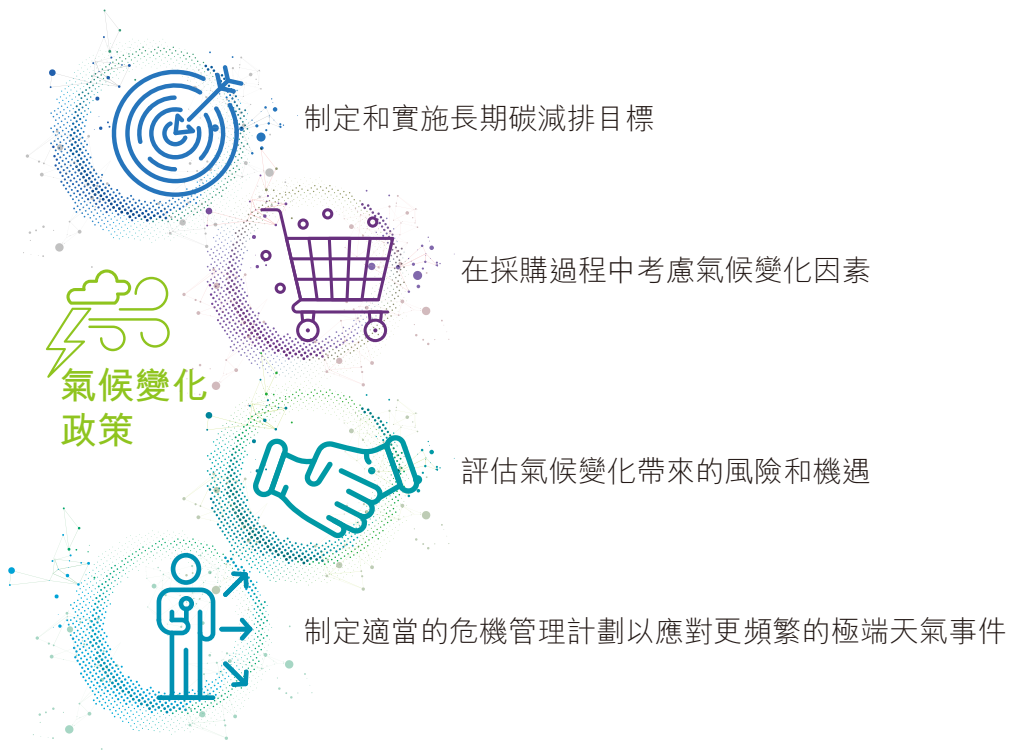 制定和實施長期碳減排目標
在採購過程中考慮氣候變化因素
氣候變化
政策
評估氣候變化帶來的風險和機遇
制定適當的危機管理計劃以應對更頻繁的極端天氣事件